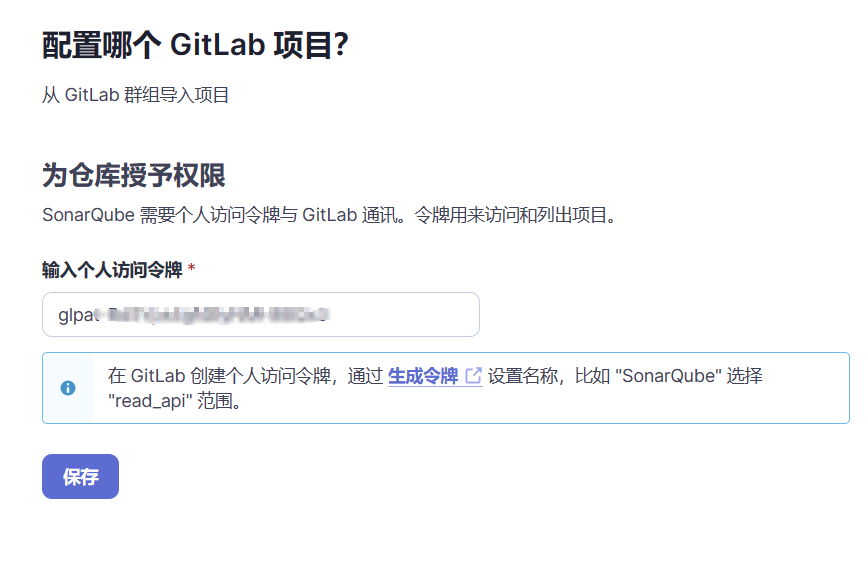 配置哪个 GitLab 项目？
从 GitLab 群组导入项目
为仓库授予权限
SonarQube 需要个人访问令牌与 GitLab 通讯。令牌用来访问和列出项目。
输入个人访问令牌 *
glpat
在 GitLab 创建个人访问令牌，通过 生成令牌 设置名称，比如 "SonarQube" 选择
"read_api" 范围。
保存